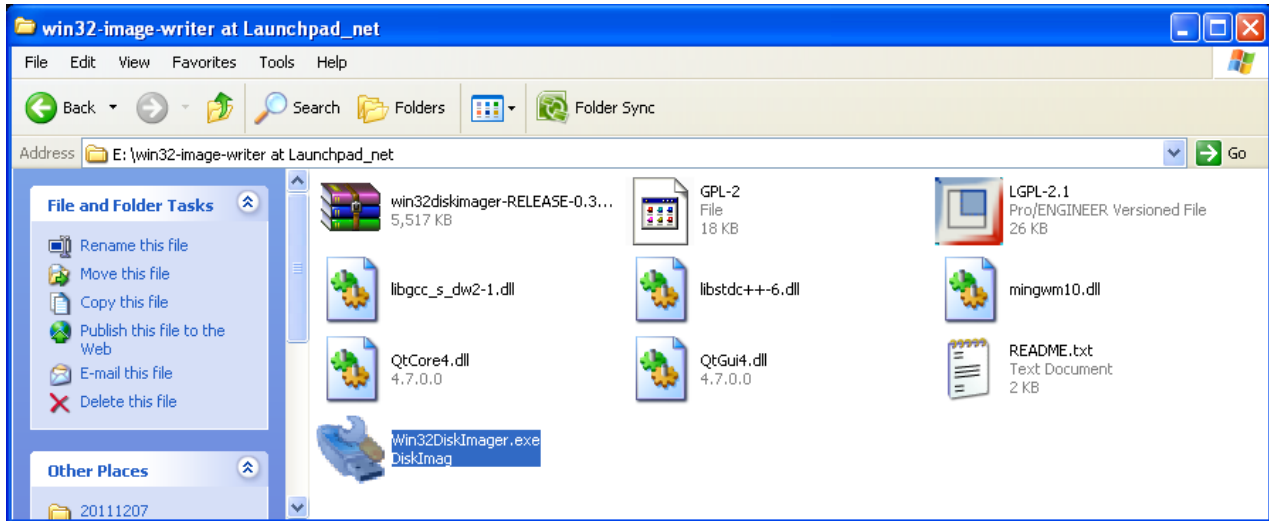 win32-image-writer at Launchpad_net
File Edit View Favorites Tools Help
Back Search Folders Folder Sync
Address E: \win32-image-writer at Launchpad_net Go
File and Folder Tasks
Rename this file
Move this file
Copy this file
Publish this file to the
Web
E-mail this file
Delete this file
Other Places
20111207
win32diskimager-RELEASE-0.3...
5,517 KB
GPL-2
File
18 KB
LGPL-2.1
Pro/ENGINEER Versioned File
26 KB
libgcc_s_dw2-1.dll
libstdc++-6.dll
mingwm10.dll
QtCore4.dll
4.7.0.0
QtGui4.dll
4.7.0.0
README.txt
Text Document
2 KB
Win32DiskImager.exe
DiskImag